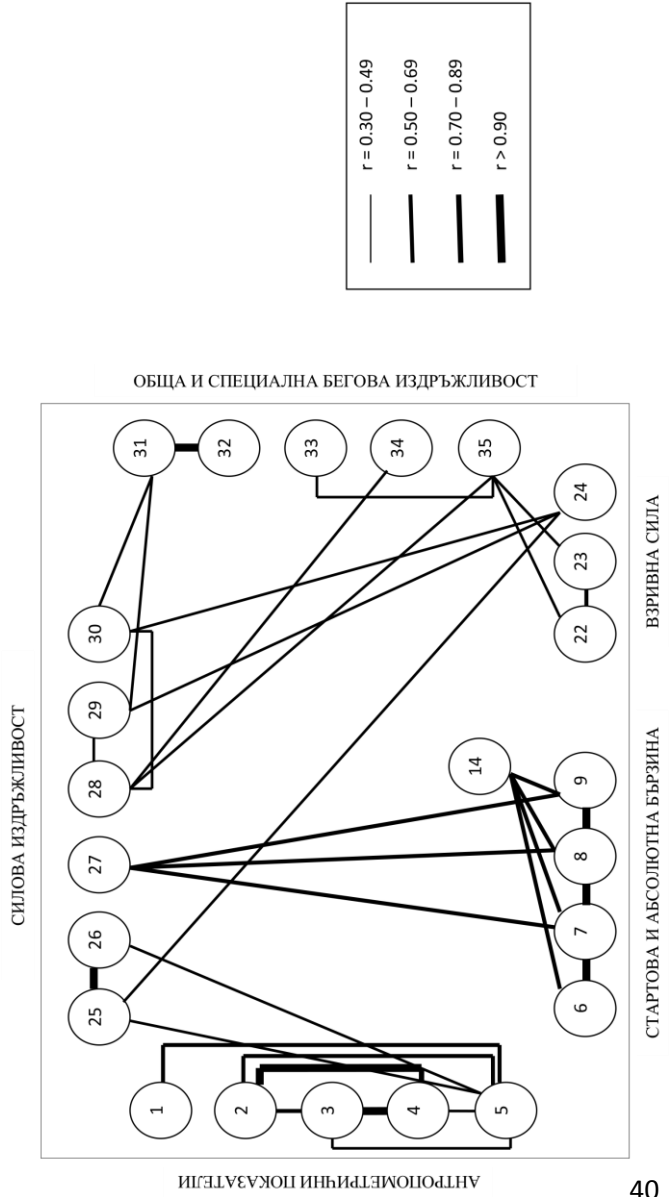 СИЛОВА ИЗДРЪЖЛИВОСТ
25
26
27
28
29
30
АНТРОПОМЕТРИЧНИ ПОКАЗАТЕЛИ
1
2
3
4
5
ОБЩА И СПЕЦИАЛНА БЕГОВА ИЗДРЪЖЛИВОСТ
31
32
33
34
35
14
6
7
8
9
22
23
24
СТАРТОВА И АБСОЛЮТНА БЪРЗИНА
ВЗРИВНА СИЛА
r = 0.30 – 0.49
r = 0.50 – 0.69
r = 0.70 – 0.89
r > 0.90
40